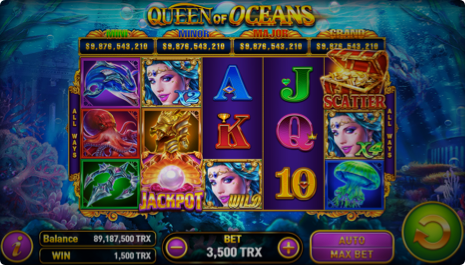 QUEEN OF OCEANS
MINI MINOR MAJOR GRAND
$9,876,543,210 $9,876,543,210 $9,876,543,210 $9,876,543,210
X2 A J SCATTER
ALL WAYS K Q X4 ALL WAYS
JACKPOT WILD 10
Balance 89,187,500 TRX
WIN 1,500 TRX
BET
3,500 TRX
AUTO
MAX BET
i